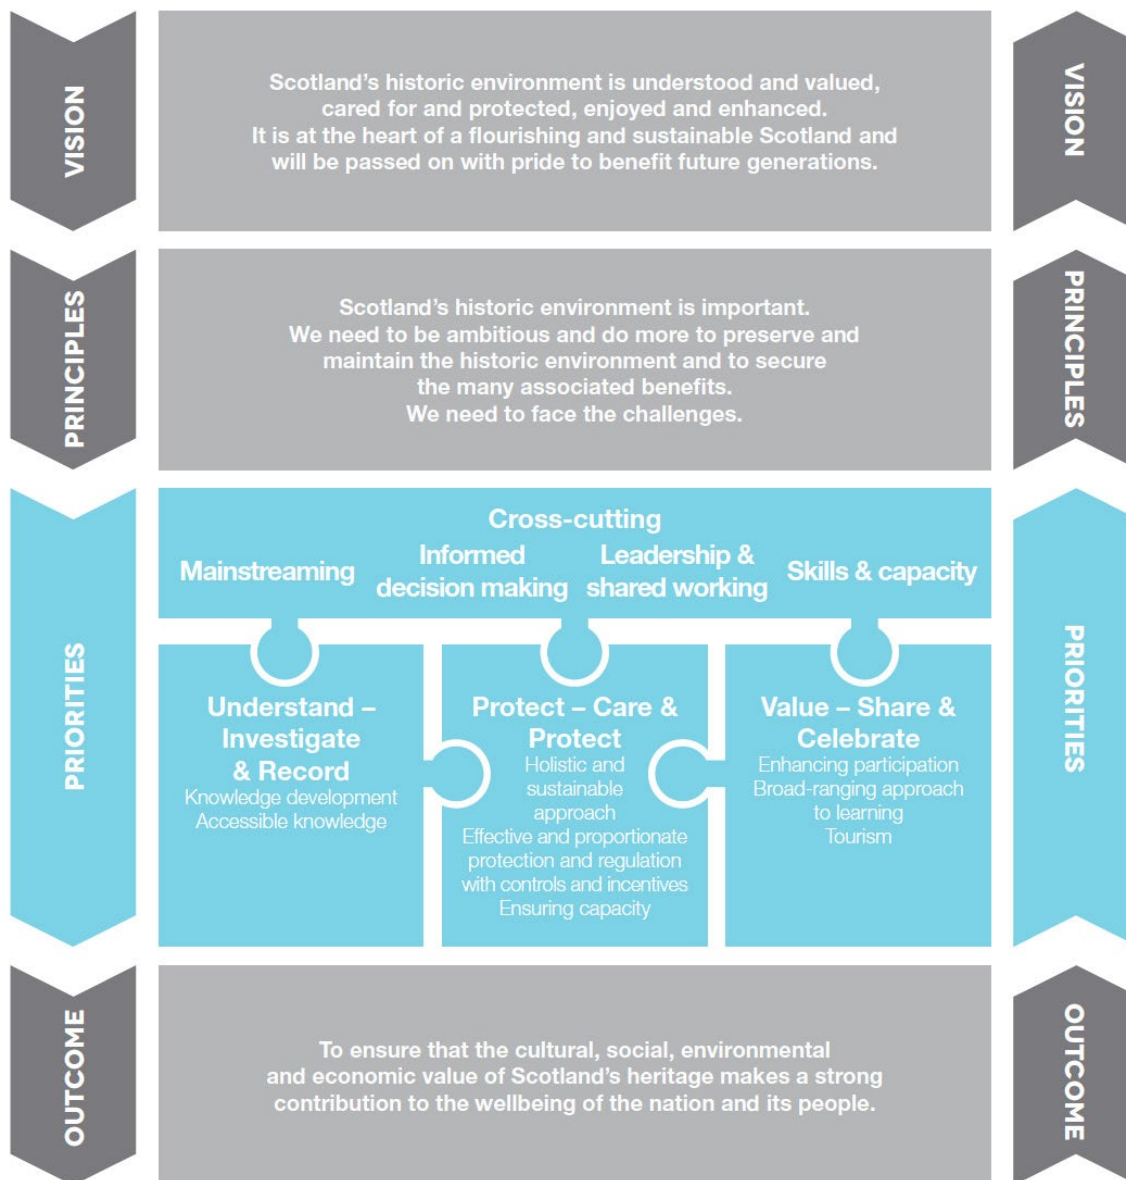 VISION
Scotland's historic environment is understood and valued,
cared for and protected, enjoyed and enhanced.
It is at the heart of a flourishing and sustainable Scotland and
will be passed on with pride to benefit future generations.
VISION
PRINCIPLES
Scotland's historic environment is important.
We need to be ambitious and do more to preserve and
maintain the historic environment and to secure
the many associated benefits.
We need to face the challenges.
PRINCIPLES
PRIORITIES
Cross-cutting
Mainstreaming
Informed
decision making
Leadership &
shared working
Skills & capacity
Understand –
Investigate
& Record
Knowledge development
Accessible knowledge
Protect – Care &
Protect
Holistic and
sustainable
approach
Effective and proportionate
protection and regulation
with controls and incentives
Ensuring capacity
Value – Share &
Celebrate
Enhancing participation
Broad-ranging approach
to learning
Tourism
PRIORITIES
OUTCOME
To ensure that the cultural, social, environmental
and economic value of Scotland's heritage makes a strong
contribution to the wellbeing of the nation and its people.
OUTCOME